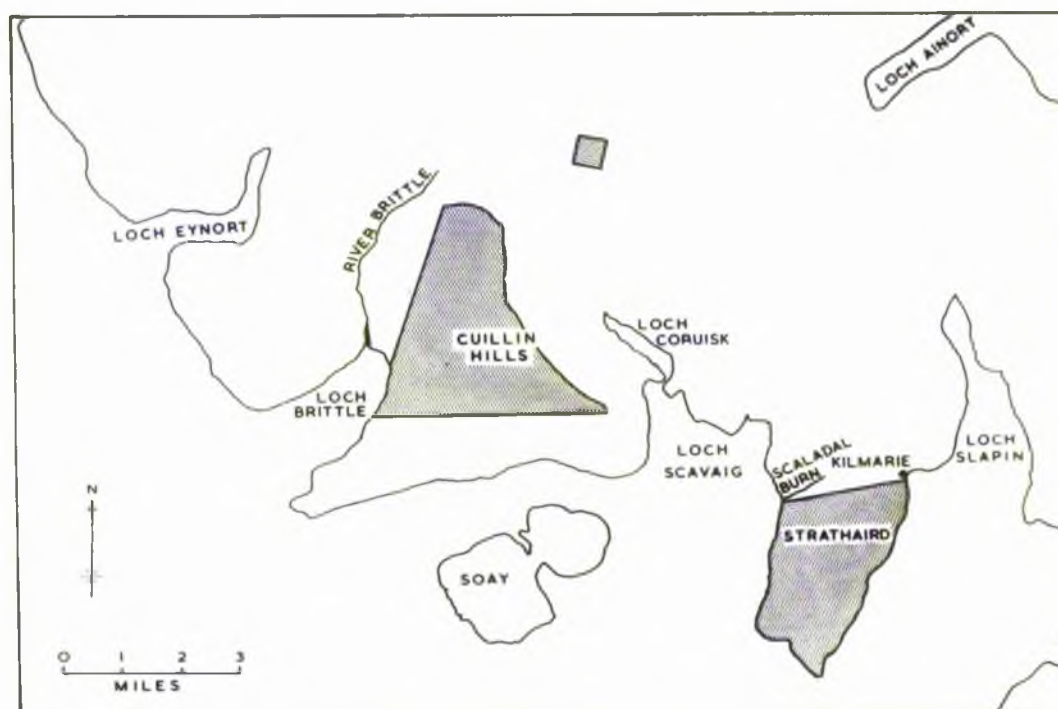 LOCH AINORT
RIVER BRITTLE
LOCH EYNORT
LOCH
CORUISK
CUILLIN
HILLS
LOCH
BRITTLE
LOCH
SCAVAIG
SCALADAL
BURN
KILMARIE
LOCH
SLAPIN
STRATHAIRD
N
SOAY
0 1 2 3
MILES